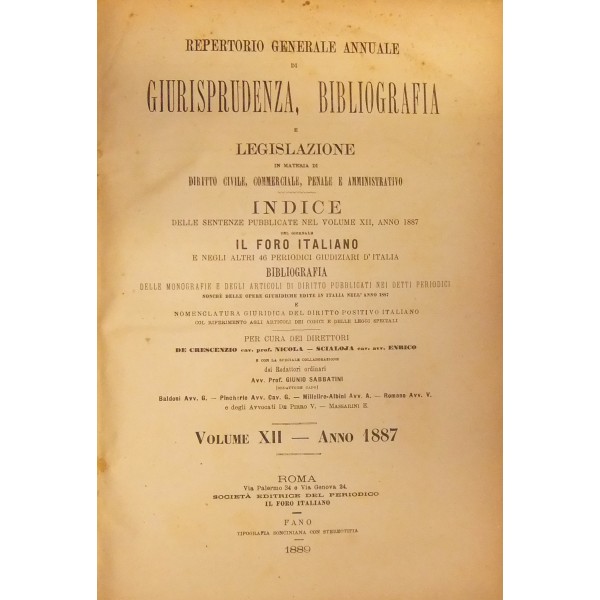 REPERTORIO GENERALE ANNUALE
DI
GIURISPRUDENZA, BIBLIOGRAFIA
E
LEGISLAZIONE
IN MATERIA DI
DIRITTO CIVILE, COMMERCIALE, PENALE E AMMINISTRATIVO
INDICE
DELLE SENTENZE PUBBLICATE NEL VOLUME XII, ANNO 1887
DEL GIORNALE
IL FORO ITALIANO
E NEGLI ALTRI 46 PERIODICI GIUDIZIARI D'ITALIA
BIBLIOGRAFIA
DELLE MONOGRAFIE E DEGLI ARTICOLI DI DIRITTO PUBBLICATI NEI DETTI PERIODICI
NONCHÈ DELLE OPERE GIURIDICHE EDITE IN ITALIA NELL'ANNO 1887
E
NOMENCLATURA GIURIDICA DEL DIRITTO POSITIVO ITALIANO
COL RIFERIMENTO AGLI ARTICOLI DEI CODICI E DELLE LEGGI SPECIALI
PER CURA DEI DIRETTORI
DE CRESCENZIO cav. prof. NICOLA — SCIALOJA cav. avv. ENRICO
E CON LA SPECIALE COLLABORAZIONE
dei Redattori ordinari
Avv. Prof. GIUNIO SABBATINI
(REDATTORE CAPO)
Baldoni Avv. G. — Pincherio Avv. Cav. G. — Milloliro-Albini Avv. A. — Romano Avv. V.
e degli Avvocati De Pirro V. — Massarini E.
VOLUME XII — ANNO 1887
ROMA
Via Palermo 34 e Via Genova 34.
SOCIETÀ EDITRICE DEL PERIODICO
IL FORO ITALIANO
FANO
TIPOGRAFIA SONCINIANA CON STEREOTIPIA
1889